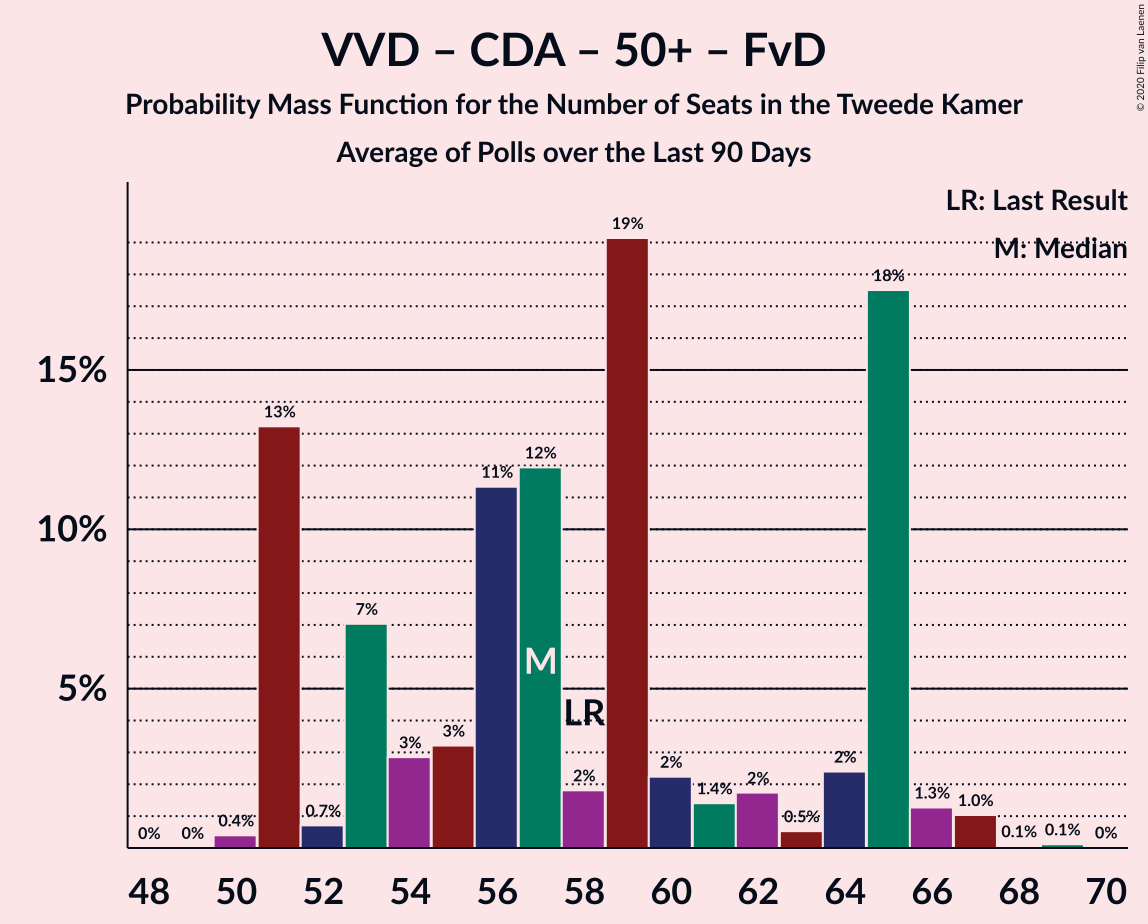 VVD – CDA – 50+ – FvD
Probability Mass Function for the Number of Seats in the Tweede Kamer
Average of Polls over the Last 90 Days
© 2020 Filip van Laenen
LR: Last Result
M: Median
15%
10%
5%
0%
0%
0.4%
13%
0.7%
7%
3%
3%
11%
12%
2%
19%
2%
1.4%
2%
0.5%
2%
18%
1.3%
1.0%
0.1%
0.1%
0%
M
LR
48 50 52 54 56 58 60 62 64 66 68 70